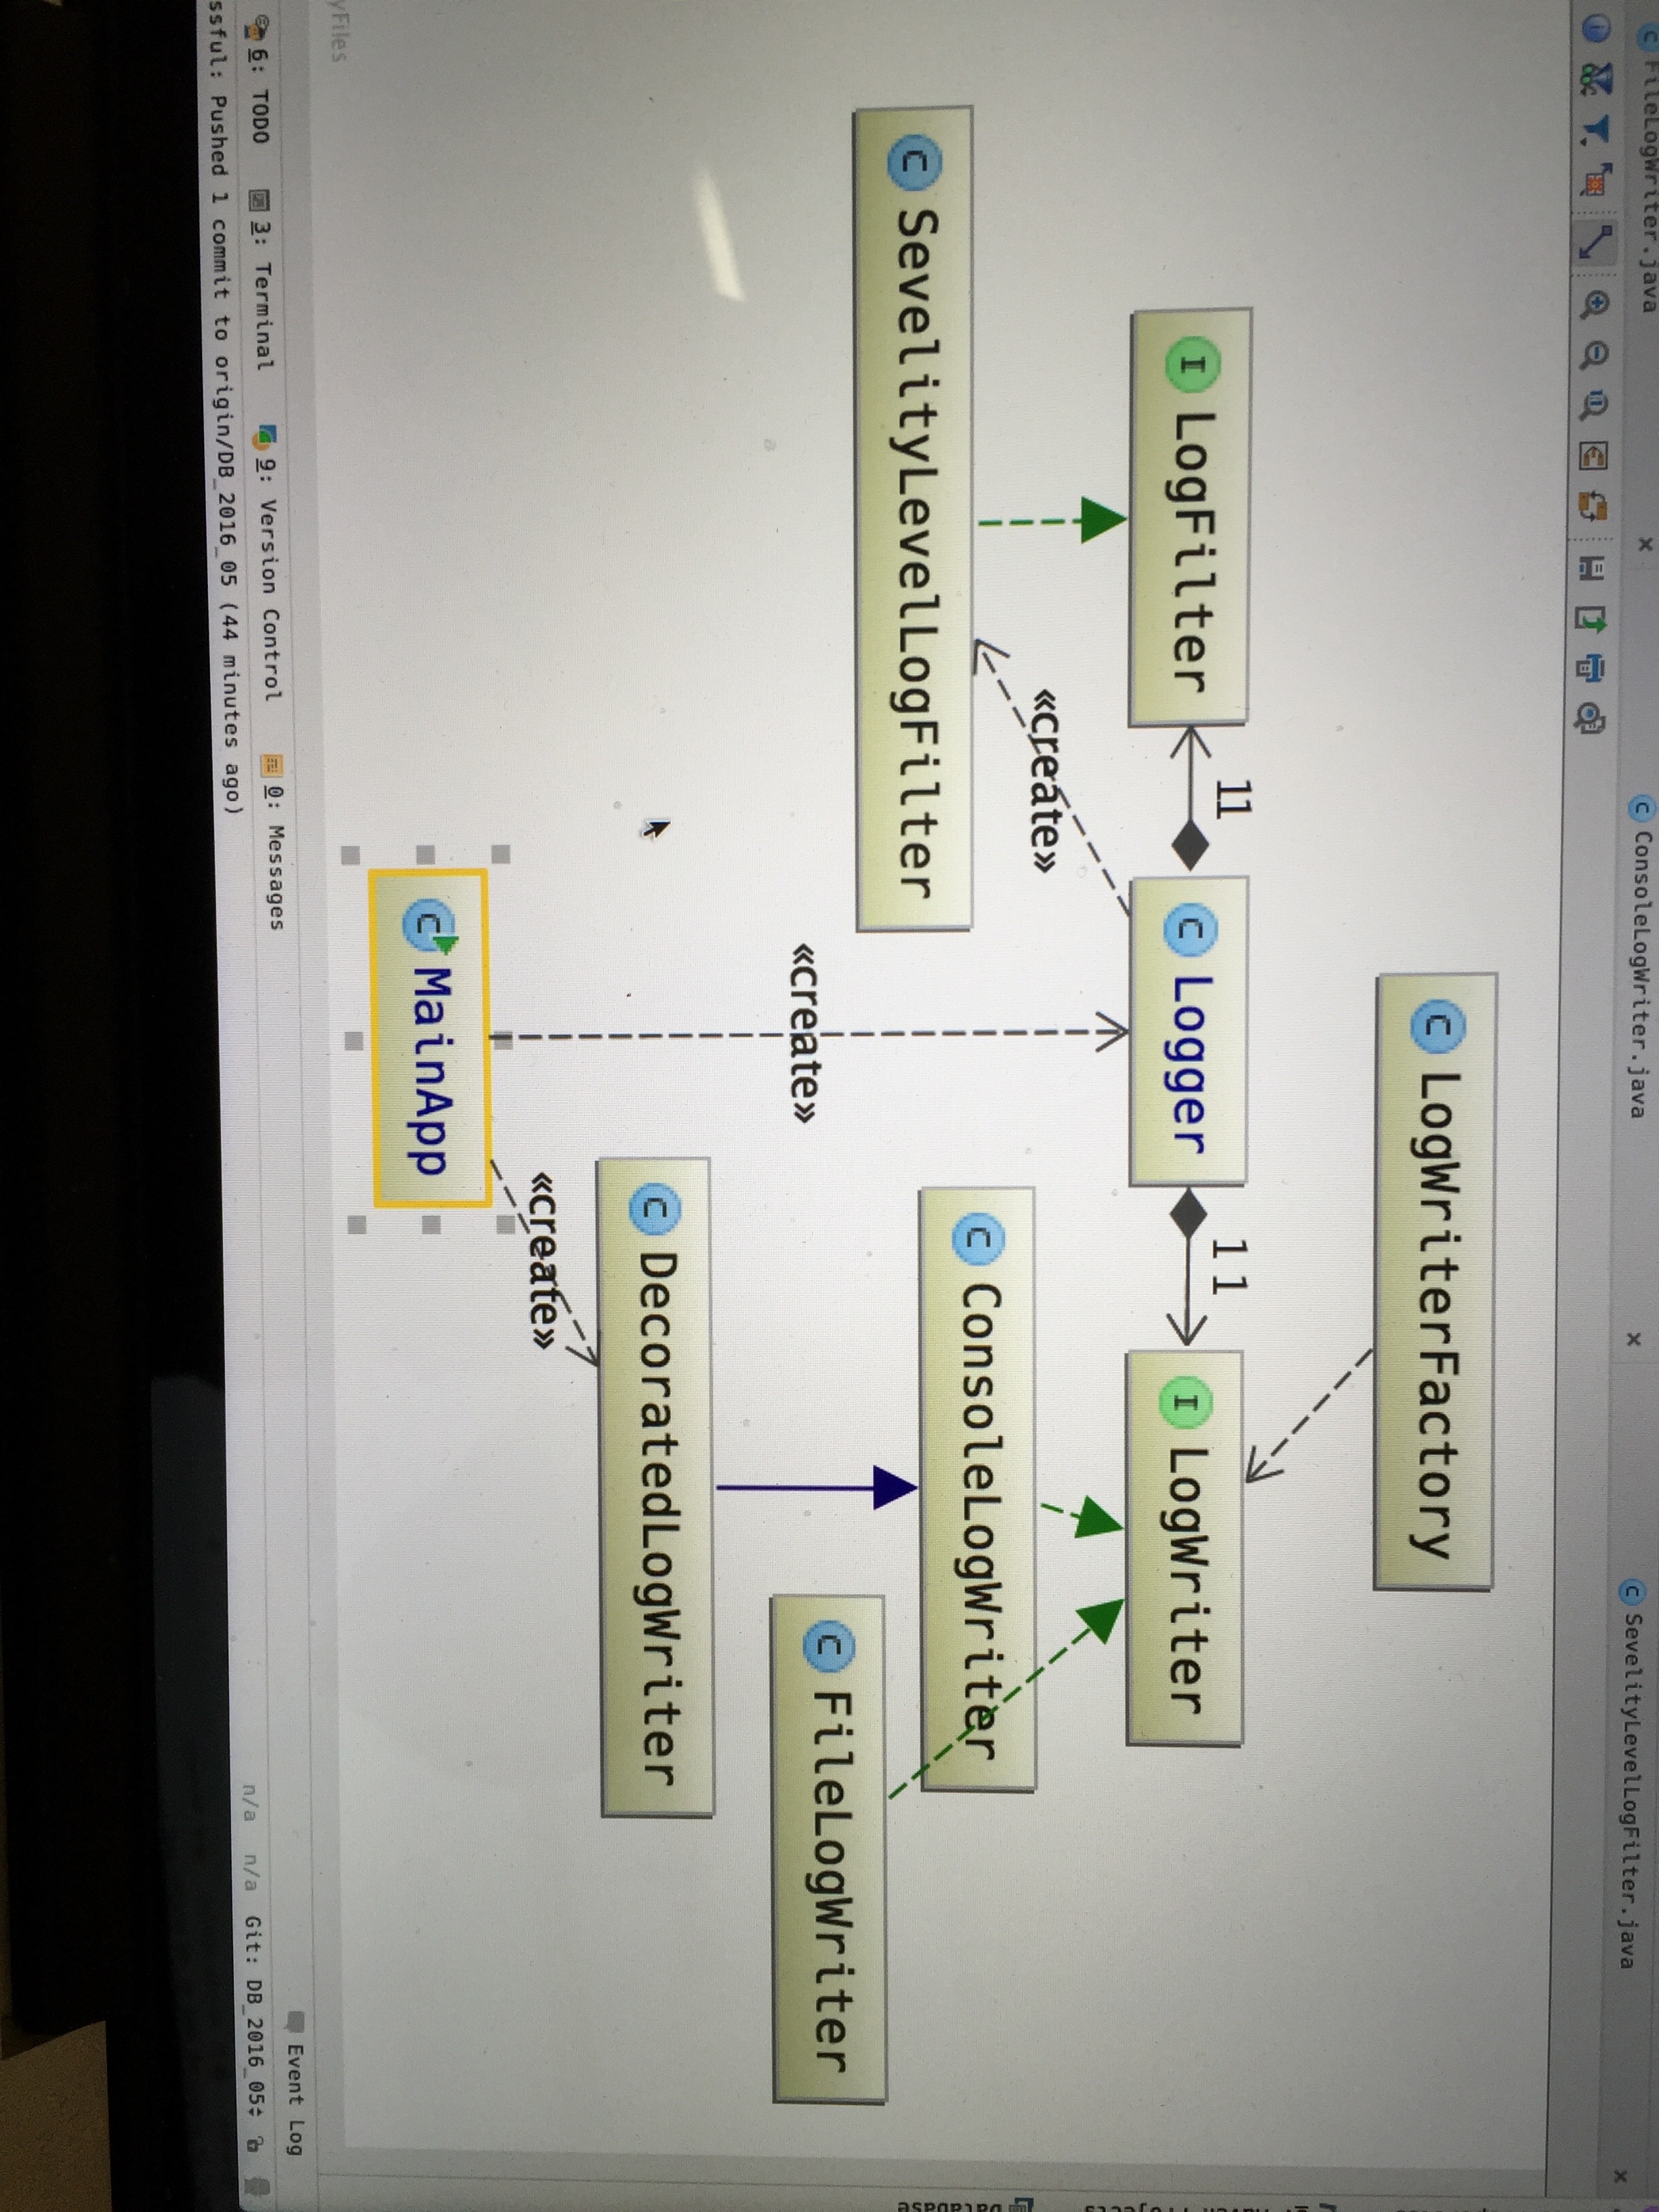 FileLogWriter.java
ConsoleLogWriter.java
SevelityLevelLogFilter.java
LogWriterFactory
LogFilter
11
Logger
1 1
LogWriter
«create»
SevelityLevelLogFilter
ConsoleLogWriter
«create»
FileLogWriter
DecoratedLogWriter
«create»
MainApp
yFiles
6: TODO
3: Terminal
9: Version Control
0: Messages
Event Log
ssful: Pushed 1 commit to origin/DB_2016_05 (44 minutes ago)
n/a
n/a
Git: DB_2016_05
Database